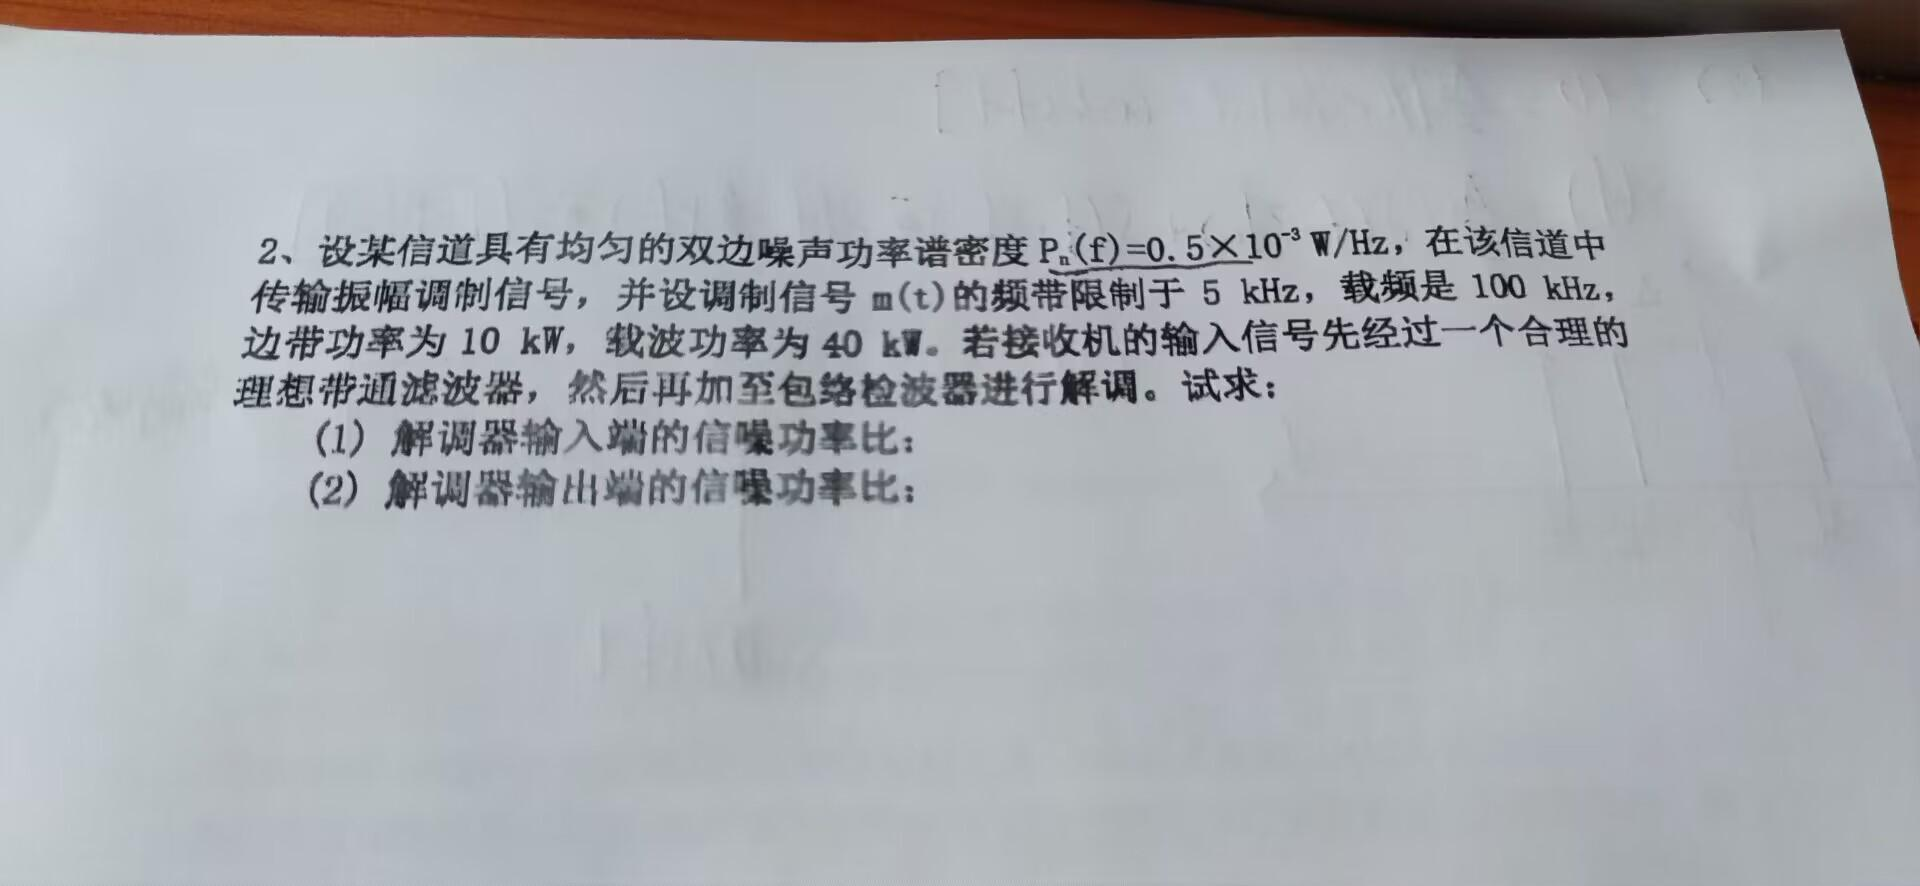 2、设某信道具有均匀的双边噪声功率谱密度 Pₙ(f)=0.5×10⁻³ W/Hz，在该信道中
传输振幅调制信号，并设调制信号 m(t)的频带限制于 5 kHz，载频是 100 kHz，
边带功率为 10 kW，载波功率为 40 kW。若接收机的输入信号先经过一个合理的
理想带通滤波器，然后再加至包络检波器进行解调。试求：
(1) 解调器输入端的信噪功率比；
(2) 解调器输出端的信噪功率比；